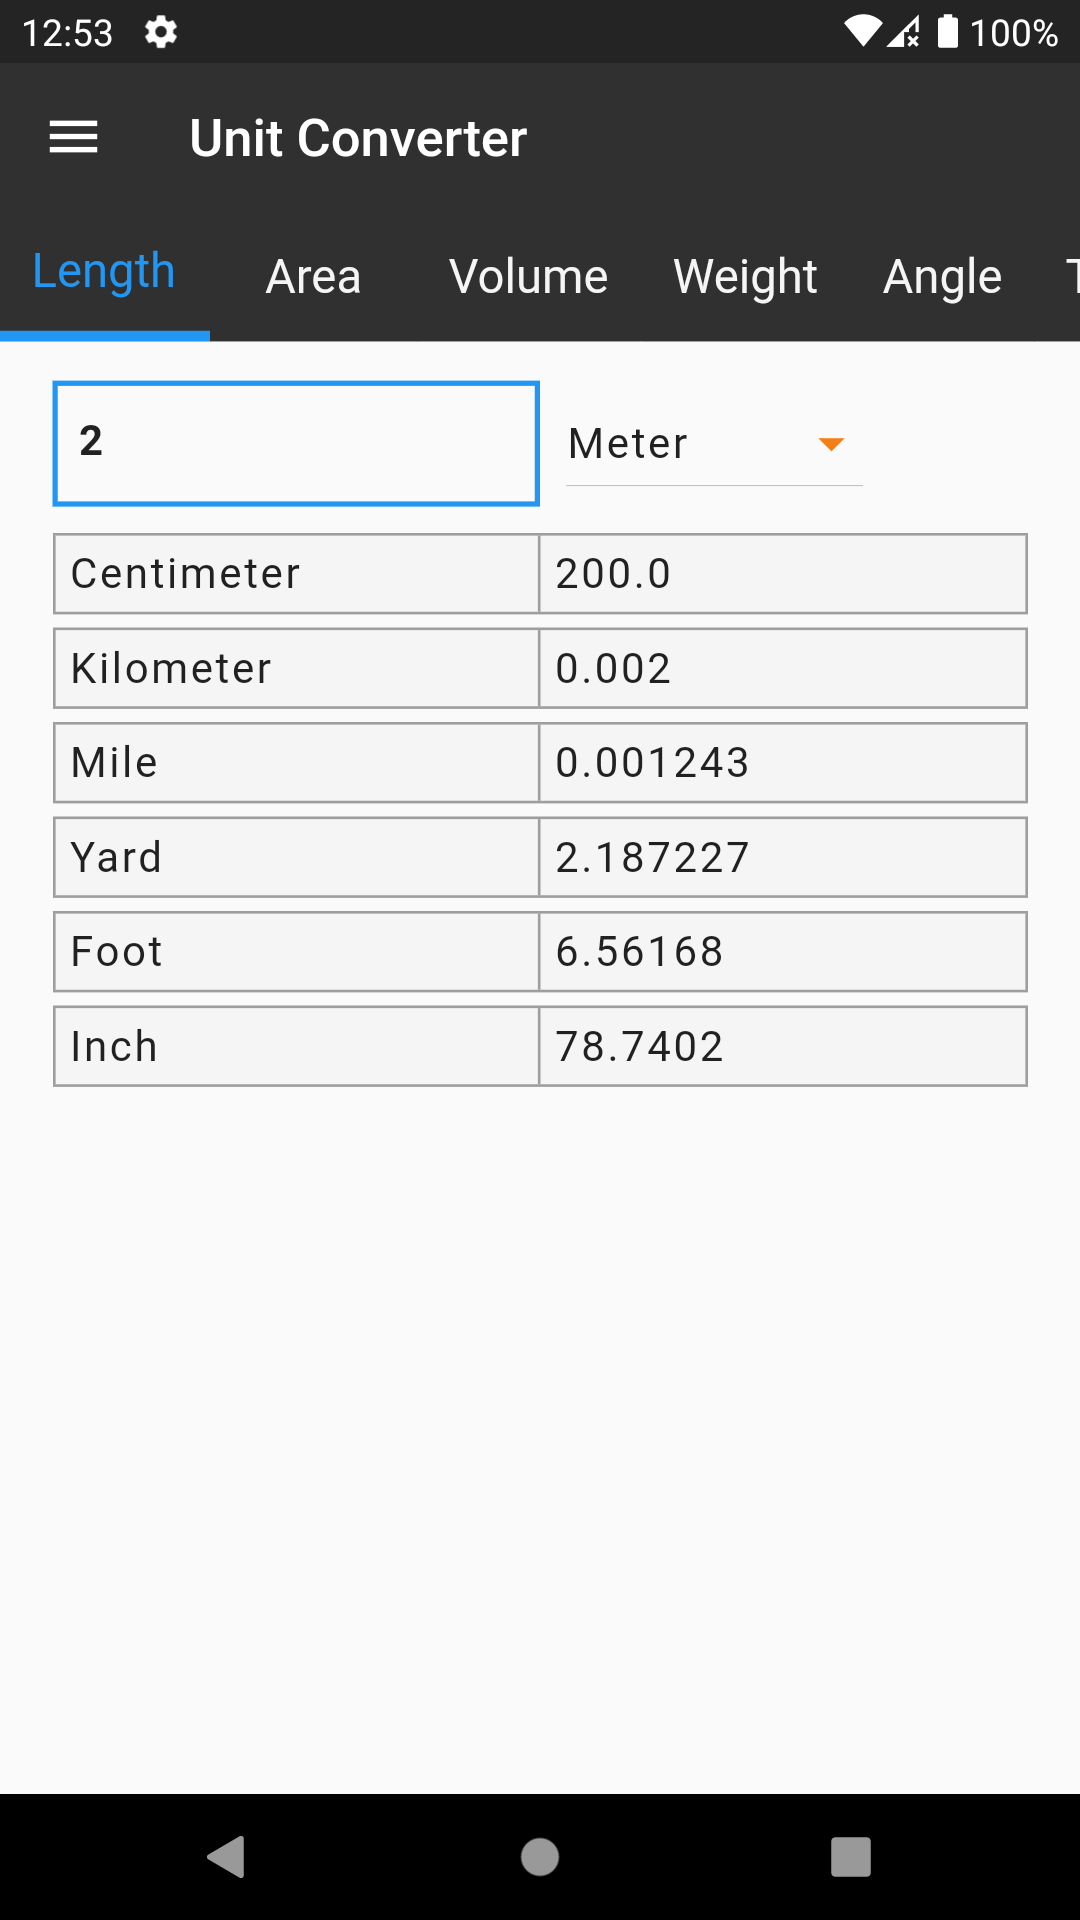 12:53 100%
Unit Converter
Length Area Volume Weight Angle
2 Meter
Centimeter 200.0
Kilometer 0.002
Mile 0.001243
Yard 2.187227
Foot 6.56168
Inch 78.7402